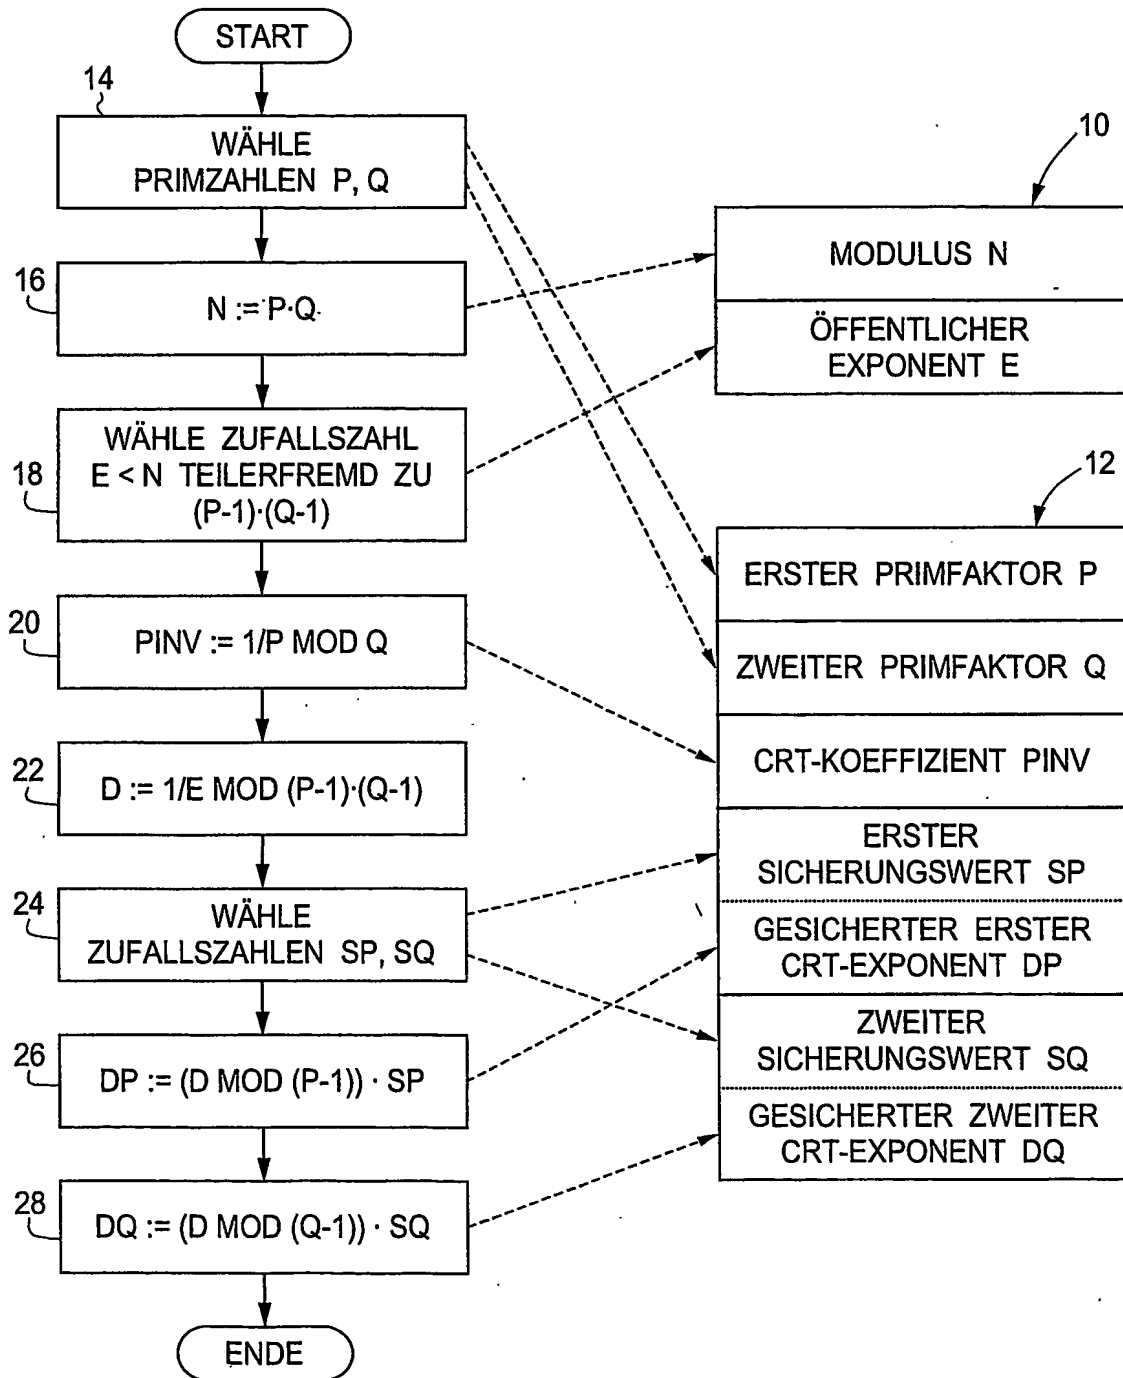 START
14
WÄHLE
PRIMZAHLEN P, Q
16
N := P·Q
18
WÄHLE ZUFALLSZAHL
E < N TEILERFREMD ZU
(P-1)·(Q-1)
20
PINV := 1/P MOD Q
22
D := 1/E MOD (P-1)·(Q-1)
24
WÄHLE
ZUFALLSZAHLEN SP, SQ
26
DP := (D MOD (P-1)) · SP
28
DQ := (D MOD (Q-1)) · SQ
ENDE
10
MODULUS N
ÖFFENTLICHER
EXPONENT E
12
ERSTER PRIMFAKTOR P
ZWEITER PRIMFAKTOR Q
CRT-KOEFFIZIENT PINV
ERSTER
SICHERUNGSWERT SP
GESICHERTER ERSTER
CRT-EXPONENT DP
ZWEITER
SICHERUNGSWERT SQ
GESICHERTER ZWEITER
CRT-EXPONENT DQ